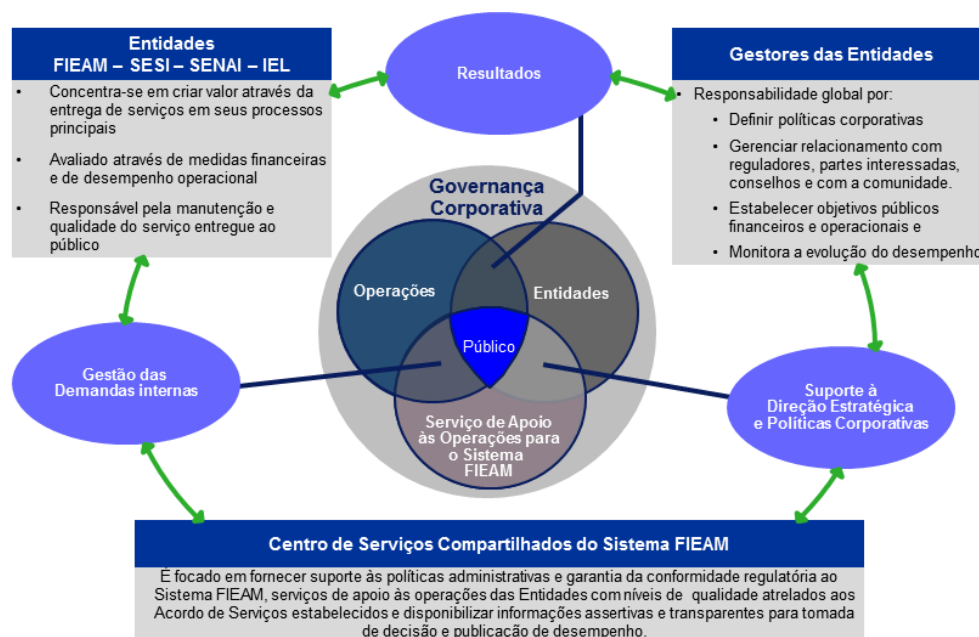 Entidades
FIEAM – SESI – SENAI – IEL
• Concentra-se em criar valor através da
entrega de serviços em seus processos
principais
• Avaliado através de medidas financeiras
e de desempenho operacional
• Responsável pela manutenção e
qualidade do serviço entregue ao
público
Resultados
Gestores das Entidades
• Responsabilidade global por:
• Definir políticas corporativas
• Gerenciar relacionamento com
reguladores, partes interessadas,
conselhos e com a comunidade.
• Estabelecer objetivos públicos
financeiros e operacionais e
• Monitora a evolução do desempenho
Governança
Corporativa
Operações
Entidades
Público
Serviço de Apoio
às Operações para
o Sistema
FIEAM
Gestão das
Demandas internas
Suporte à
Direção Estratégica
e Políticas Corporativas
Centro de Serviços Compartilhados do Sistema FIEAM
É focado em fornecer suporte às políticas administrativas e garantia da conformidade regulatória ao
Sistema FIEAM, serviços de apoio às operações das Entidades com níveis de qualidade atrelados aos
Acordo de Serviços estabelecidos e disponibilizar informações assertivas e transparentes para tomada
de decisão e publicação de desempenho.